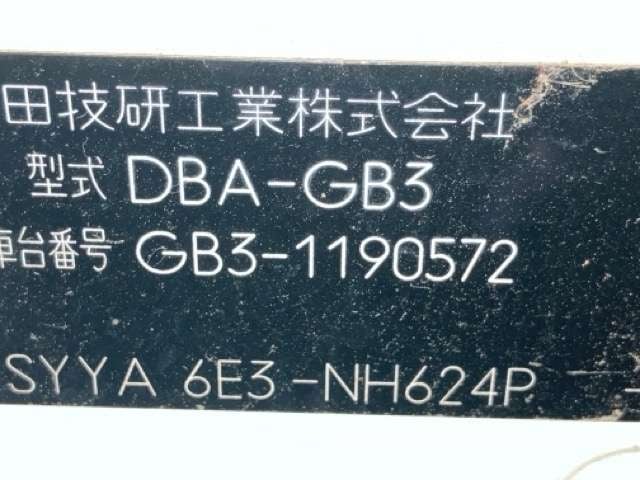 田技研工業株式会社
型式 DBA-GB3
車台番号 GB3-1190572
SYYA 6E3-NH624P